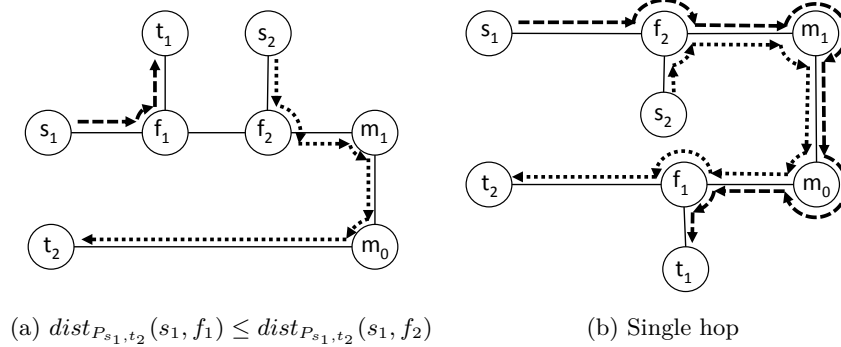 t₁ s₂
s₁ f₁ f₂ m₁
t₂ m₀
(a) dist_{P_{s₁,t₂}}(s₁, f₁) ≤ dist_{P_{s₁,t₂}}(s₁, f₂)
s₁ f₂ m₁
s₂
t₂ f₁ m₀
t₁
(b) Single hop